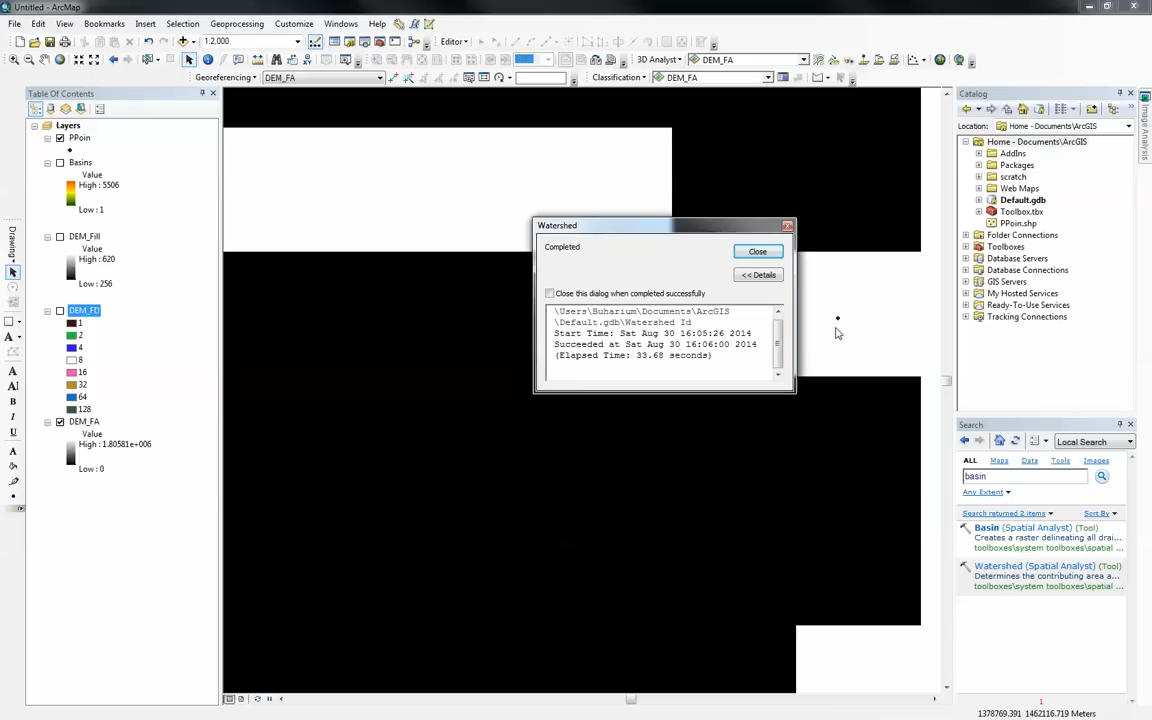 Untitled - ArcMap
File Edit View Bookmarks Insert Selection Geoprocessing Customize Windows Help
1:2,000 Editor
3D Analyst DEM_FA
Georeferencing DEM_FA Classification DEM_FA
Table Of Contents
Layers
PPoin
Basins
Value
High : 5506
Low : 1
DEM_Fill
Value
High : 620
Low : 256
DEM_FD
1
2
4
8
16
32
64
128
DEM_FA
Value
High : 1.80581e+006
Low : 0
Drawing
Watershed
Completed
Close
<< Details
Close this dialog when completed successfully
\Users\Buharium\Documents\ArcGIS
\Default.gdb\Watershed Id
Start Time: Sat Aug 30 16:05:26 2014
Succeeded at Sat Aug 30 16:06:00 2014
(Elapsed Time: 33.68 seconds)
Catalog
Location: Home - Documents\ArcGIS
Home - Documents\ArcGIS
AddIns
Packages
scratch
Web Maps
Default.gdb
Toolbox.tbx
PPoin.shp
Folder Connections
Toolboxes
Database Servers
Database Connections
GIS Servers
My Hosted Services
Ready-To-Use Services
Tracking Connections
Image Analysis
Search
Local Search
ALL Maps Data Tools Images
basin
Any Extent
Search returned 2 items Sort By
Basin (Spatial Analyst) (Tool)
Creates a raster delineating all drai...
toolboxes\system toolboxes\spatial ...
Watershed (Spatial Analyst) (Tool)
Determines the contributing area a...
toolboxes\system toolboxes\spatial ...
1
1378769.391 1462116.719 Meters